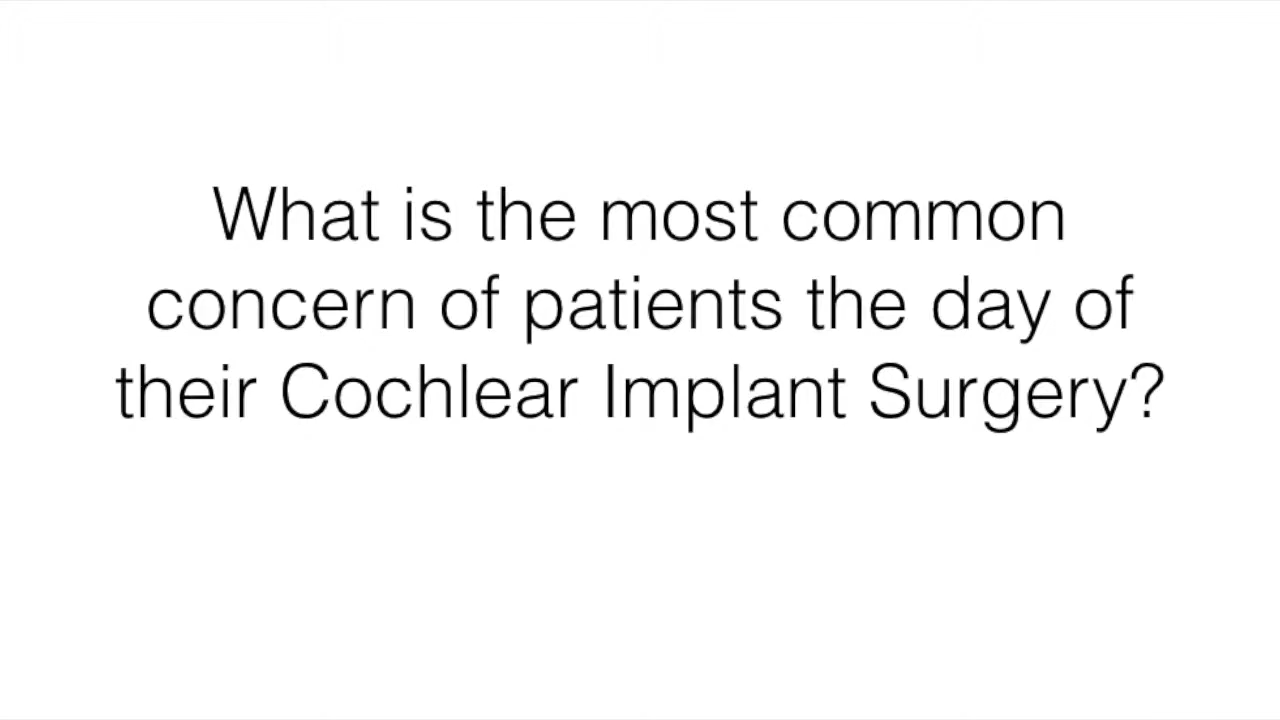 What is the most common
concern of patients the day of
their Cochlear Implant Surgery?